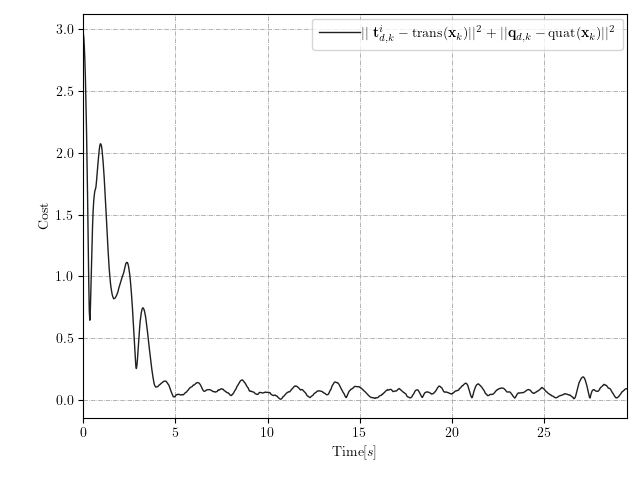 || t^i_{d,k} − trans(x_k)||^2 + ||q_{d,k} − quat(x_k)||^2
3.0
2.5
2.0
1.5
1.0
0.5
0.0
Cost
0 5 10 15 20 25
Time[s]